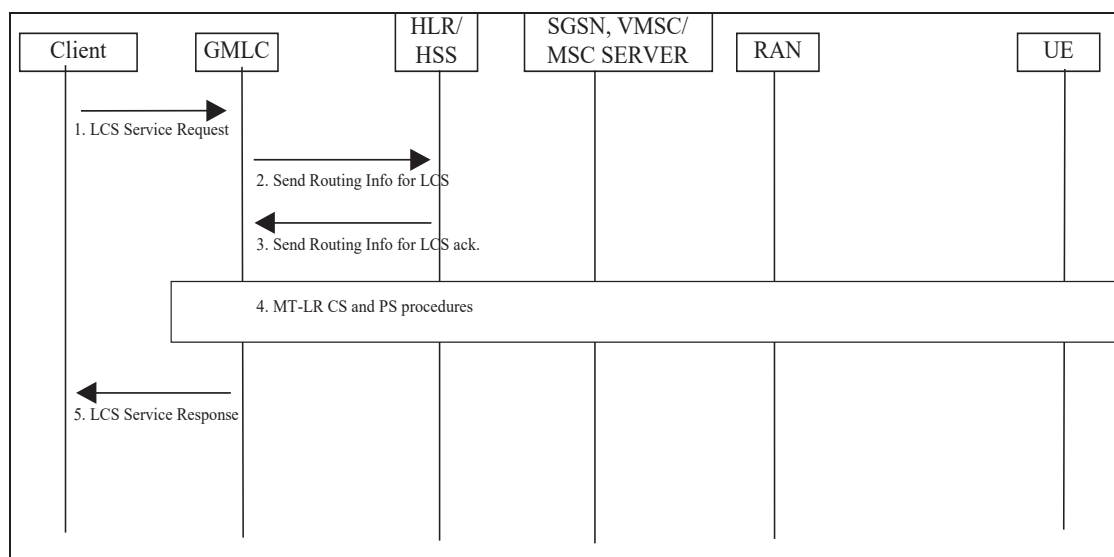 Client
GMLC
HLR/
HSS
SGSN, VMSC/
MSC SERVER
RAN
UE
1. LCS Service Request
2. Send Routing Info for LCS
3. Send Routing Info for LCS ack.
4. MT-LR CS and PS procedures
5. LCS Service Response